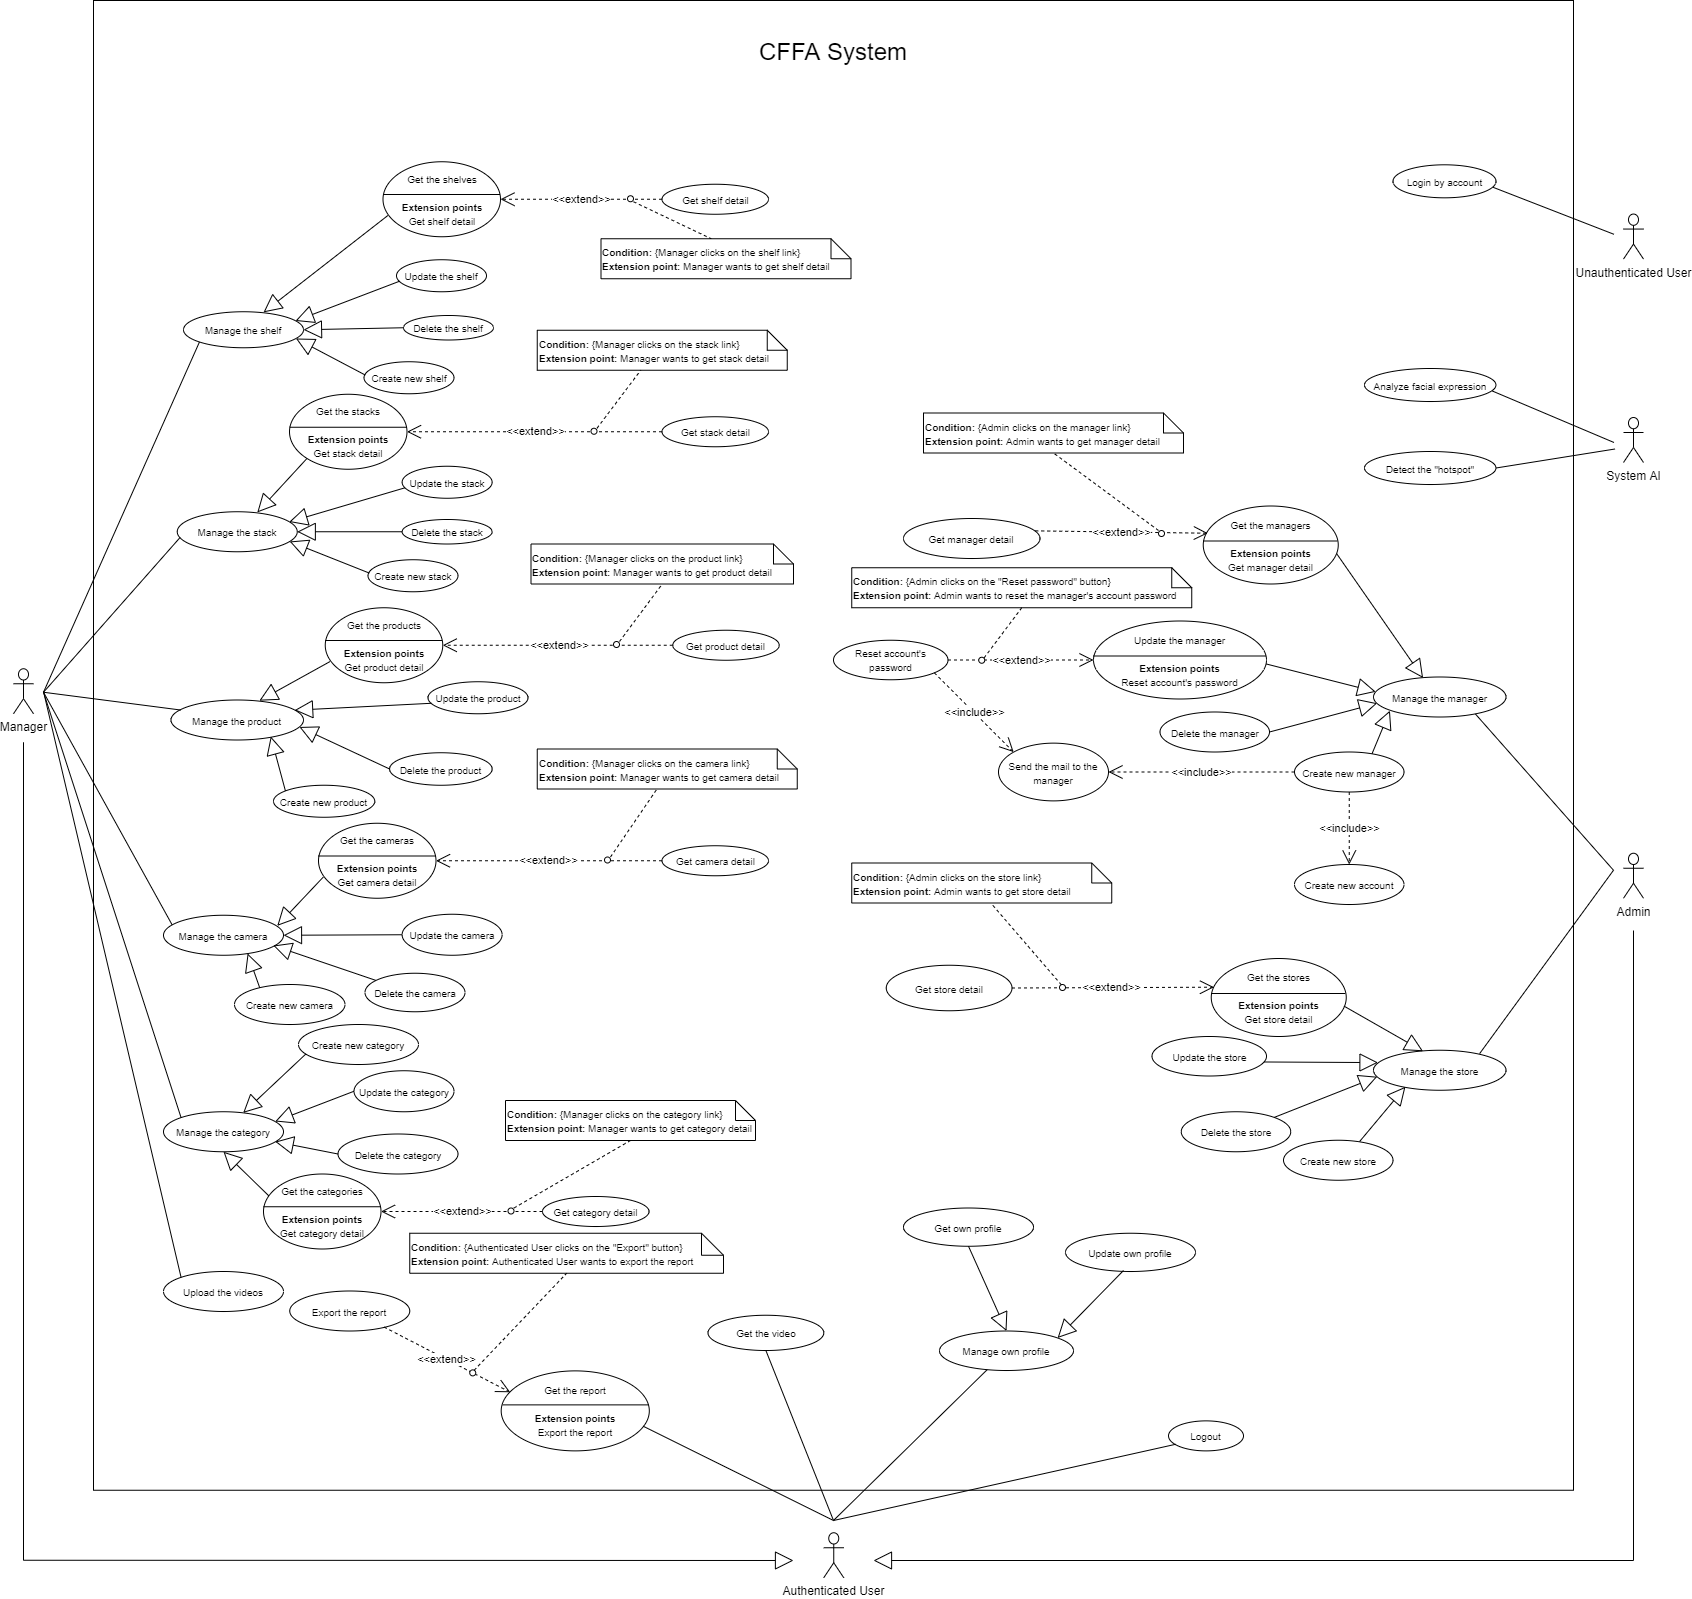 CFFA System
Get the shelves
Extension points
Get shelf detail
<<extend>>
Get shelf detail
Condition: {Manager clicks on the shelf link}
Extension point: Manager wants to get shelf detail
Update the shelf
Manage the shelf
Delete the shelf
Create new shelf
Condition: {Manager clicks on the stack link}
Extension point: Manager wants to get stack detail
Get the stacks
Extension points
Get stack detail
<<extend>>
Get stack detail
Update the stack
Manage the stack
Delete the stack
Create new stack
Condition: {Manager clicks on the product link}
Extension point: Manager wants to get product detail
Get the products
Extension points
Get product detail
<<extend>>
Get product detail
Update the product
Manage the product
Delete the product
Create new product
Manager
Condition: {Manager clicks on the camera link}
Extension point: Manager wants to get camera detail
Get the cameras
Extension points
Get camera detail
<<extend>>
Get camera detail
Manage the camera
Update the camera
Delete the camera
Create new camera
Create new category
Update the category
Manage the category
Delete the category
Condition: {Manager clicks on the category link}
Extension point: Manager wants to get category detail
Get the categories
Extension points
Get category detail
<<extend>>
Get category detail
Condition: {Authenticated User clicks on the "Export" button}
Extension point: Authenticated User wants to export the report
Upload the videos
Export the report
<<extend>>
Get the report
Extension points
Export the report
Get the video
Login by account
Unauthenticated User
Analyze facial expression
Detect the "hotspot"
System AI
Condition: {Admin clicks on the manager link}
Extension point: Admin wants to get manager detail
Get manager detail
<<extend>>
Get the managers
Extension points
Get manager detail
Condition: {Admin clicks on the "Reset password" button}
Extension point: Admin wants to reset the manager's account password
Reset account's
password
<<extend>>
Update the manager
Extension points
Reset account's password
Manage the manager
<<include>>
Delete the manager
Send the mail to the
manager
<<include>>
Create new manager
<<include>>
Create new account
Admin
Condition: {Admin clicks on the store link}
Extension point: Admin wants to get store detail
Get store detail
<<extend>>
Get the stores
Extension points
Get store detail
Update the store
Manage the store
Delete the store
Create new store
Get own profile
Update own profile
Manage own profile
Logout
Authenticated User